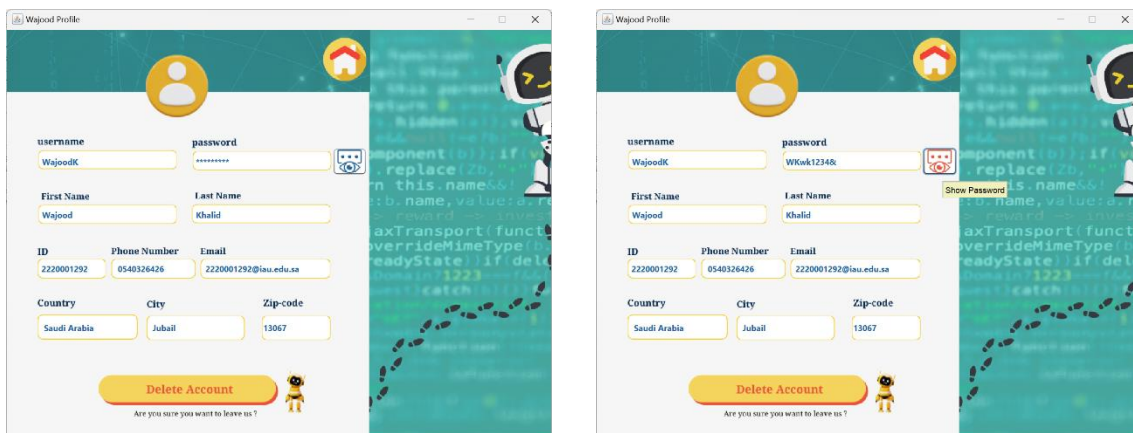 Wajood Profile
username password
WajoodK *********
First Name Last Name
Wajood Khalid
ID Phone Number Email
2220001292 0540326426 2220001292@iau.edu.sa
Country City Zip-code
Saudi Arabia Jubail 13067
Delete Account
Are you sure you want to leave us ?
Wajood Profile
username password
WajoodK WKwk1234&
Show Password
First Name Last Name
Wajood Khalid
ID Phone Number Email
2220001292 0540326426 2220001292@iau.edu.sa
Country City Zip-code
Saudi Arabia Jubail 13067
Delete Account
Are you sure you want to leave us ?